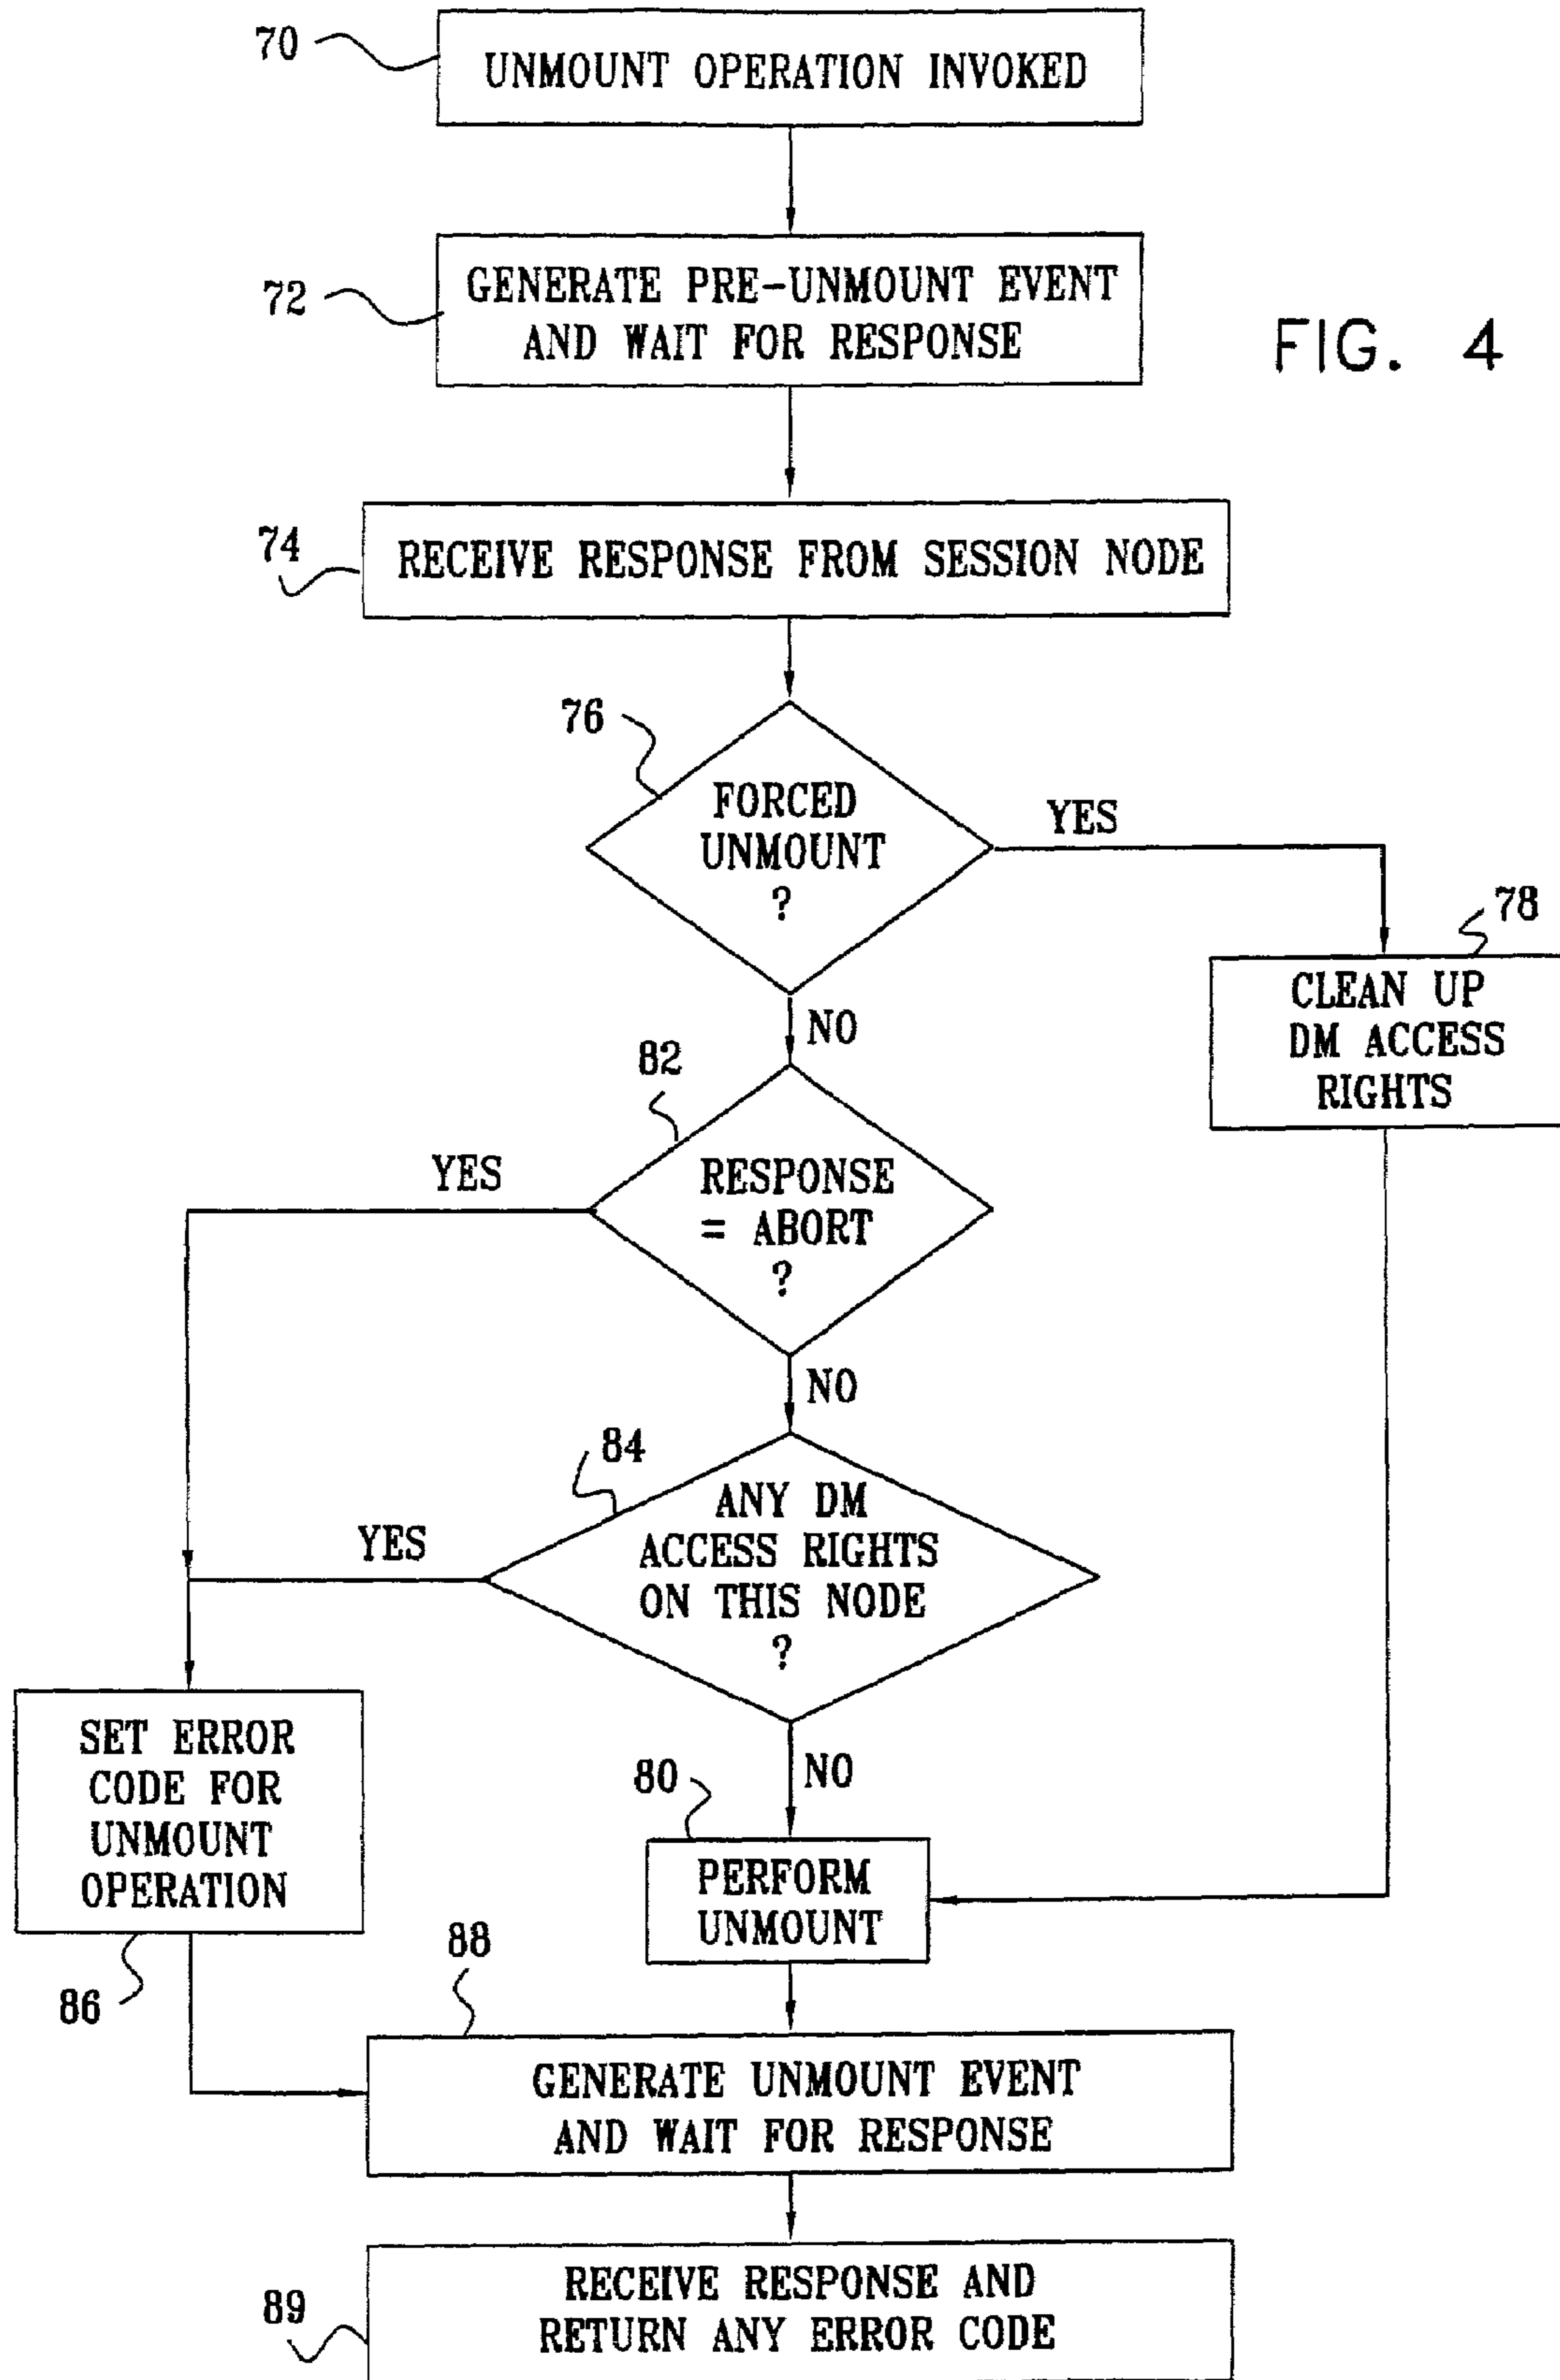 70
UNMOUNT OPERATION INVOKED
72
GENERATE PRE-UNMOUNT EVENT
AND WAIT FOR RESPONSE
FIG. 4
74
RECEIVE RESPONSE FROM SESSION NODE
76
FORCED
UNMOUNT
?
YES
78
CLEAN UP
DM ACCESS
RIGHTS
NO
82
RESPONSE
= ABORT
?
YES
NO
84
ANY DM
ACCESS RIGHTS
ON THIS NODE
?
YES
SET ERROR
CODE FOR
UNMOUNT
OPERATION
86
NO
80
PERFORM
UNMOUNT
88
GENERATE UNMOUNT EVENT
AND WAIT FOR RESPONSE
89
RECEIVE RESPONSE AND
RETURN ANY ERROR CODE